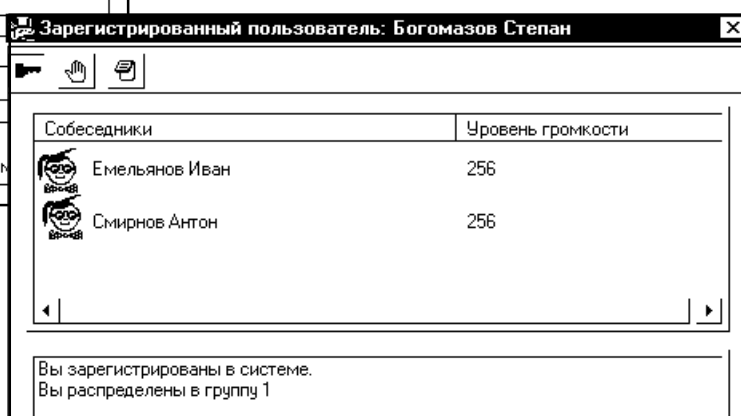 Зарегистрированный пользователь: Богомазов Степан
Собеседники Уровень громкости
Емельянов Иван 256
Смирнов Антон 256
Вы зарегистрированы в системе.
Вы распределены в группу 1